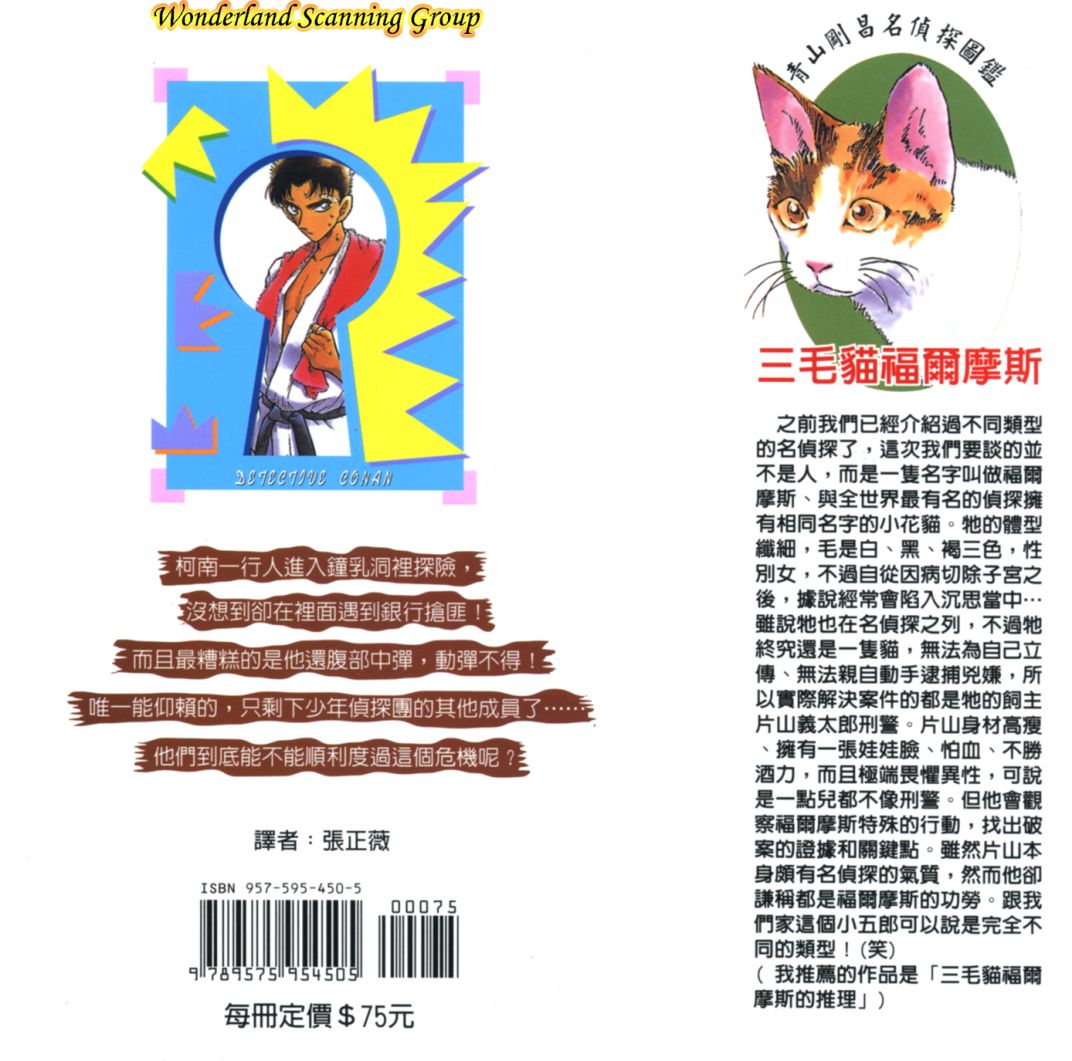 Wonderland Scanning Group
DETECTIVE CONAN
柯南一行人進入鐘乳洞裡探險，
沒想到卻在裡面遇到銀行搶匪！
而且最糟糕的是他還腹部中彈，動彈不得！
唯一能仰賴的，只剩下少年偵探團的其他成員了……
他們到底能不能順利度過這個危機呢？
譯者：張正薇
ISBN 957-595-450-5
00075
9 789575 954505
每冊定價＄75元
青山剛昌名偵探圖鑑
三毛貓福爾摩斯
之前我們已經介紹過不同類型
的名偵探了，這次我們要談的並
不是人，而是一隻名字叫做福爾
摩斯、與全世界最有名的偵探擁
有相同名字的小花貓。牠的體型
纖細，毛是白、黑、褐三色，性
別女，不過自從因病切除子宮之
後，據說經常會陷入沉思當中…
雖說牠也在名偵探之列，不過牠
終究還是一隻貓，無法為自己立
傳、無法親自動手逮捕兇嫌，所
以實際解決案件的都是牠的飼主
片山義太郎刑警。片山身材高瘦
、擁有一張娃娃臉、怕血、不勝
酒力，而且極端畏懼異性，可說
是一點兒都不像刑警。但他會觀
察福爾摩斯特殊的行動，找出破
案的證據和關鍵點。雖然片山本
身頗有名偵探的氣質，然而他卻
謙稱都是福爾摩斯的功勞。跟我
們家這個小五郎可以說是完全不
同的類型！(笑)
( 我推薦的作品是「三毛貓福爾
摩斯的推理」)